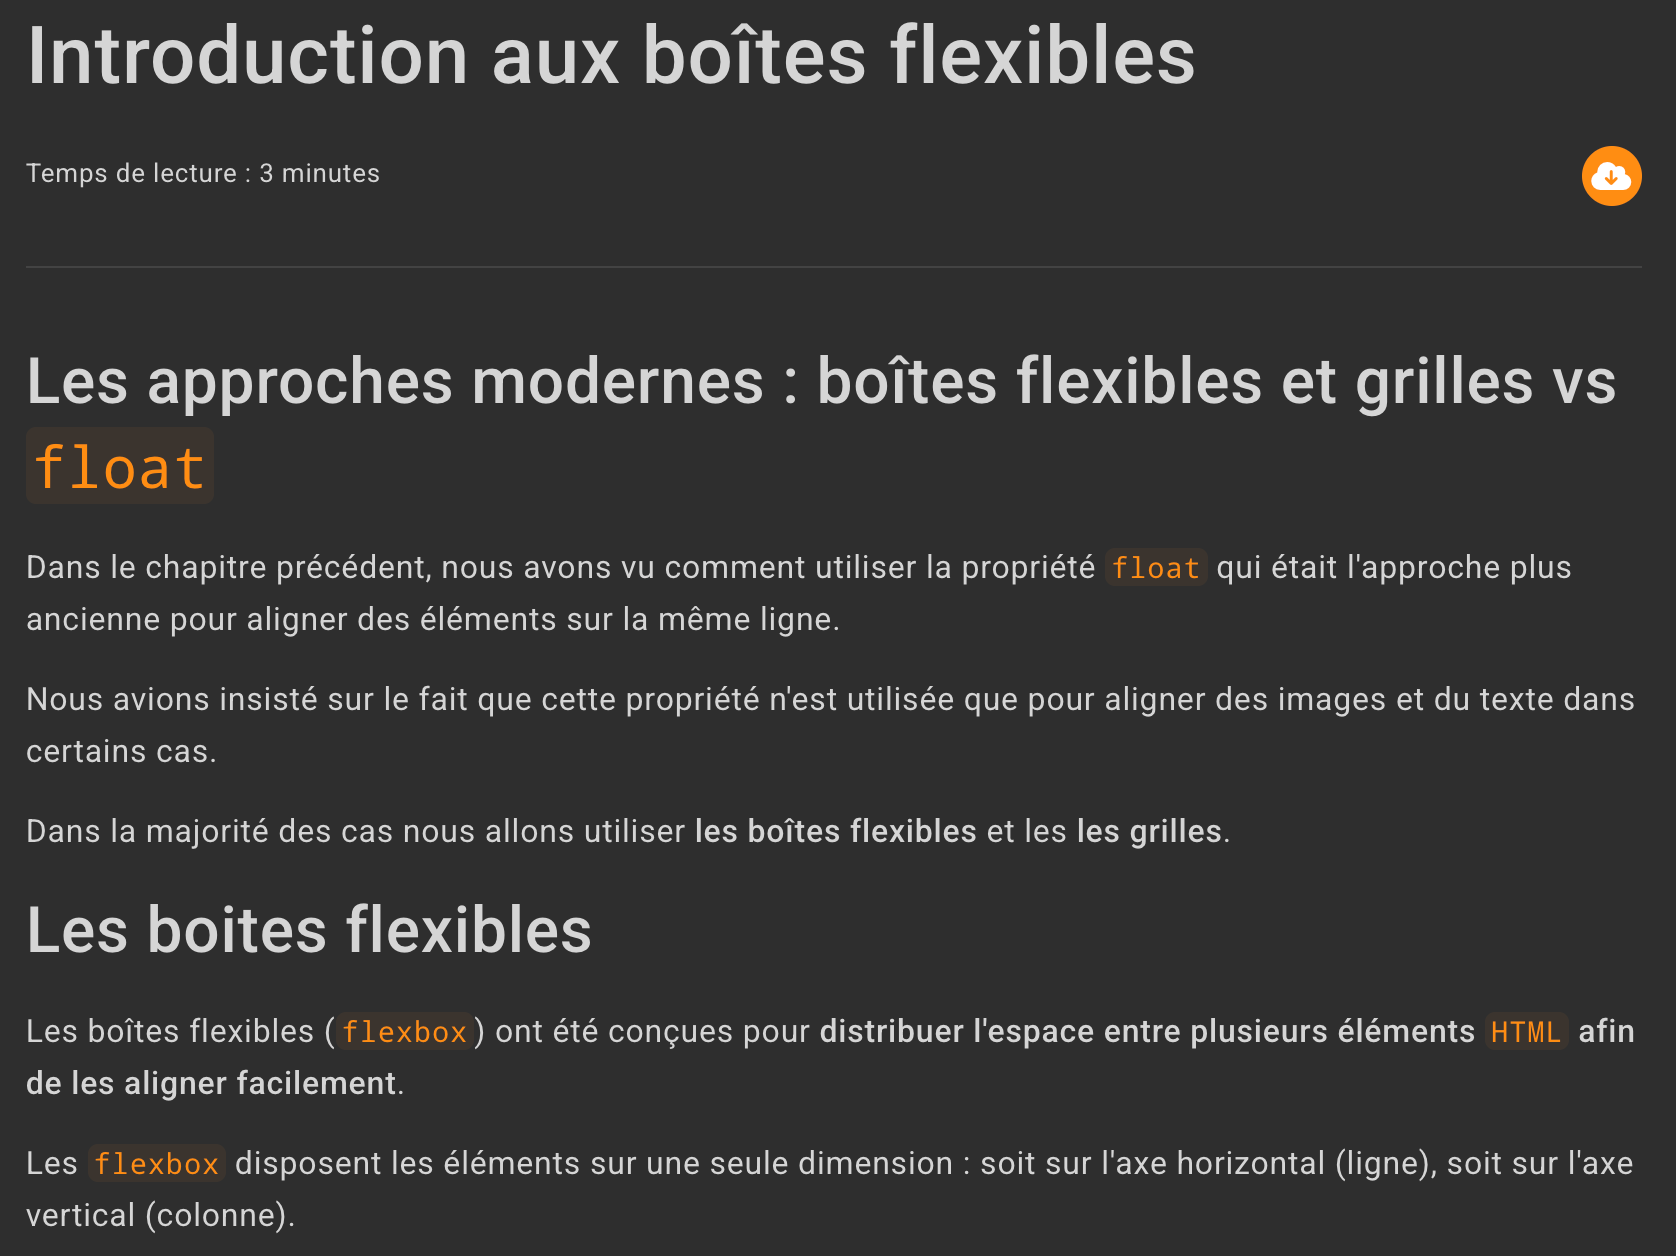 Introduction aux boîtes flexibles
Temps de lecture : 3 minutes
Les approches modernes : boîtes flexibles et grilles vs
float
Dans le chapitre précédent, nous avons vu comment utiliser la propriété float qui était l'approche plus
ancienne pour aligner des éléments sur la même ligne.
Nous avions insisté sur le fait que cette propriété n'est utilisée que pour aligner des images et du texte dans
certains cas.
Dans la majorité des cas nous allons utiliser les boîtes flexibles et les les grilles.
Les boites flexibles
Les boîtes flexibles (flexbox) ont été conçues pour distribuer l'espace entre plusieurs éléments HTML afin
de les aligner facilement.
Les flexbox disposent les éléments sur une seule dimension : soit sur l'axe horizontal (ligne), soit sur l'axe
vertical (colonne).